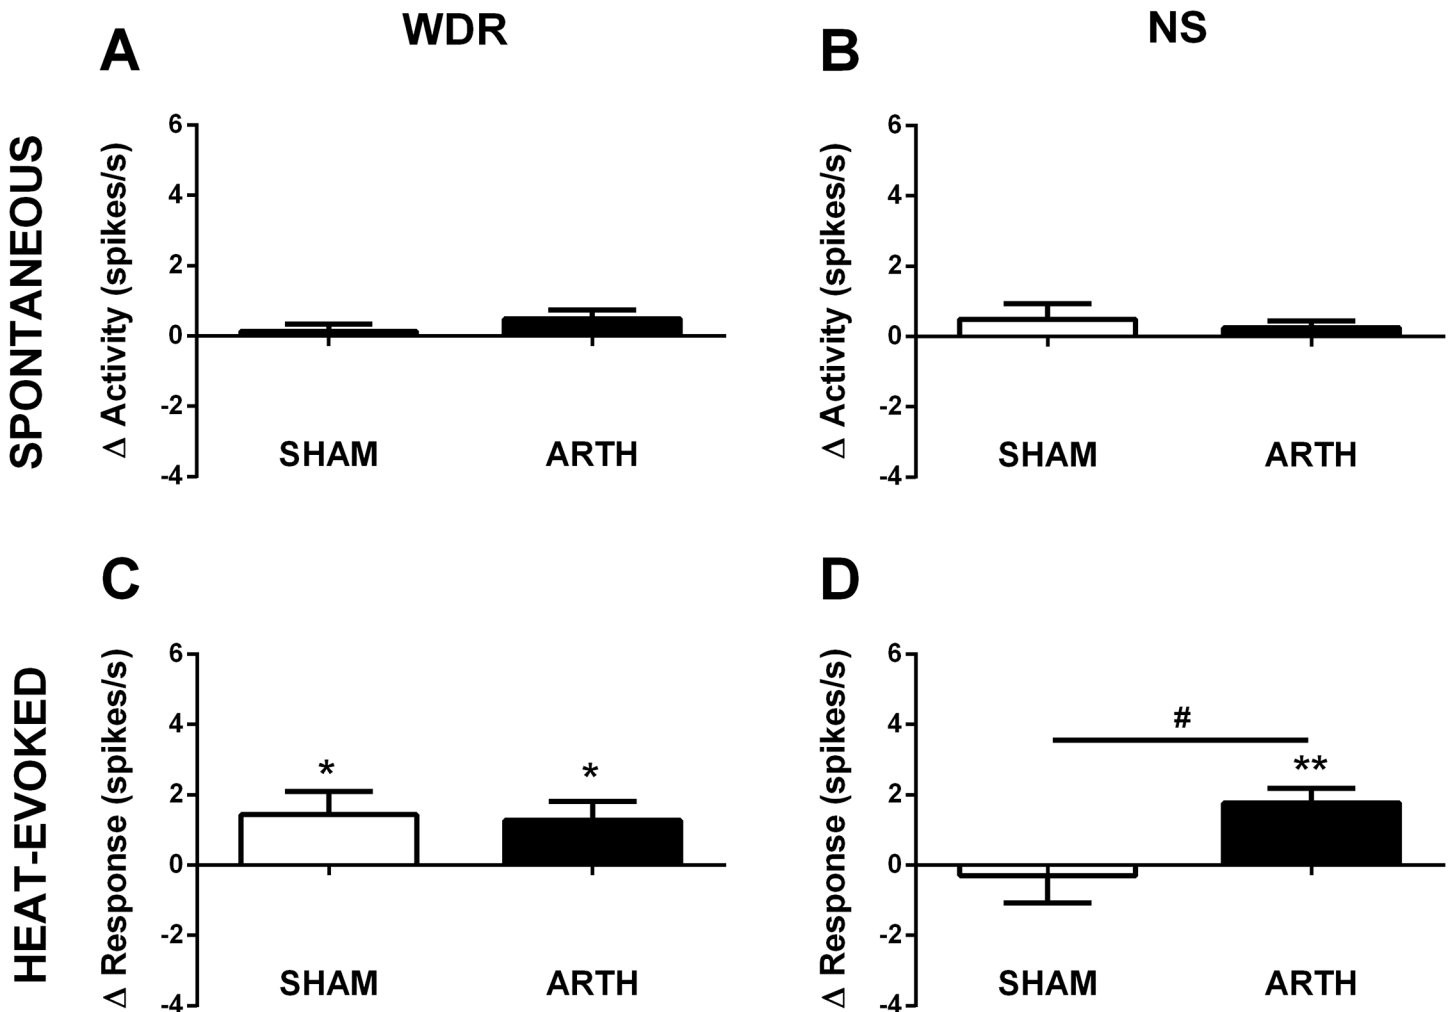 A
WDR
B
NS
SPONTANEOUS
Δ Activity (spikes/s)
6
4
2
0
-2
-4
SHAM
ARTH
Δ Activity (spikes/s)
6
4
2
0
-2
-4
SHAM
ARTH
C
D
HEAT-EVOKED
Δ Response (spikes/s)
6
4
2
0
-2
-4
*
*
SHAM
ARTH
Δ Response (spikes/s)
6
4
2
0
-2
-4
#
**
SHAM
ARTH